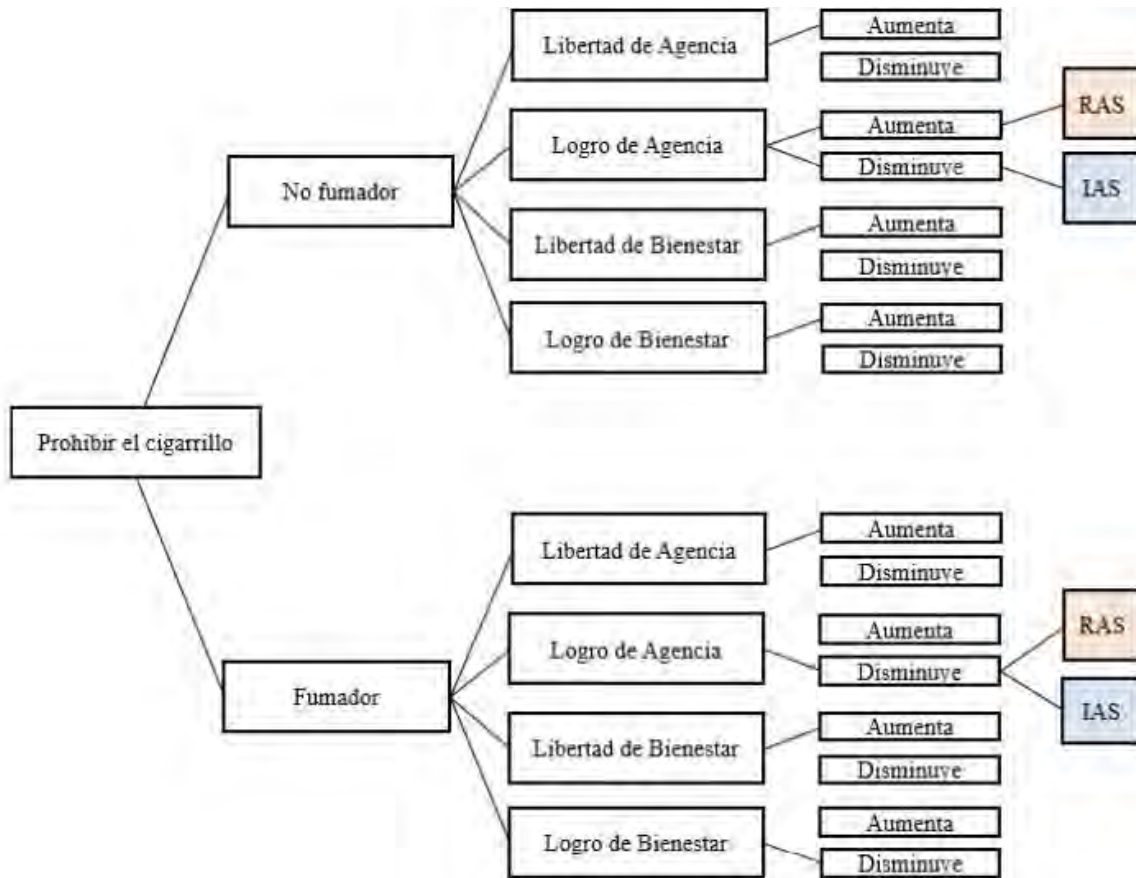 Prohibir el cigarrillo
No fumador
Libertad de Agencia
Aumenta
Disminuye
Logro de Agencia
Aumenta
RAS
Disminuye
IAS
Libertad de Bienestar
Aumenta
Disminuye
Logro de Bienestar
Aumenta
Disminuye
Fumador
Libertad de Agencia
Aumenta
Disminuye
Logro de Agencia
Aumenta
Disminuye
RAS
IAS
Libertad de Bienestar
Aumenta
Disminuye
Logro de Bienestar
Aumenta
Disminuye